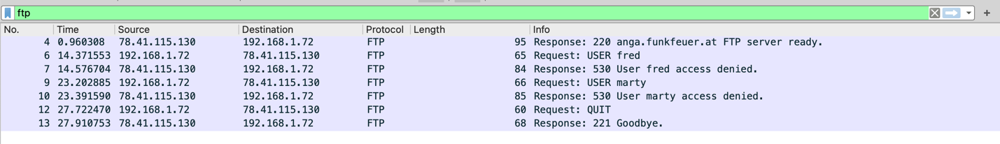 ftp
No. Time Source Destination Protocol Length Info
4 0.960308 78.41.115.130 192.168.1.72 FTP 95 Response: 220 anga.funkfeuer.at FTP server ready.
6 14.371553 192.168.1.72 78.41.115.130 FTP 65 Request: USER fred
7 14.576704 78.41.115.130 192.168.1.72 FTP 84 Response: 530 User fred access denied.
9 23.202885 192.168.1.72 78.41.115.130 FTP 66 Request: USER marty
10 23.391590 78.41.115.130 192.168.1.72 FTP 85 Response: 530 User marty access denied.
12 27.722470 192.168.1.72 78.41.115.130 FTP 60 Request: QUIT
13 27.910753 78.41.115.130 192.168.1.72 FTP 68 Response: 221 Goodbye.